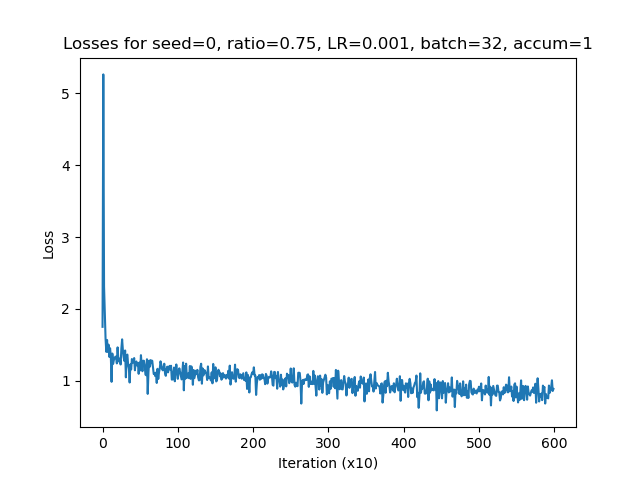 Losses for seed=0, ratio=0.75, LR=0.001, batch=32, accum=1
5
4
3
2
1
Loss
0 100 200 300 400 500 600
Iteration (x10)